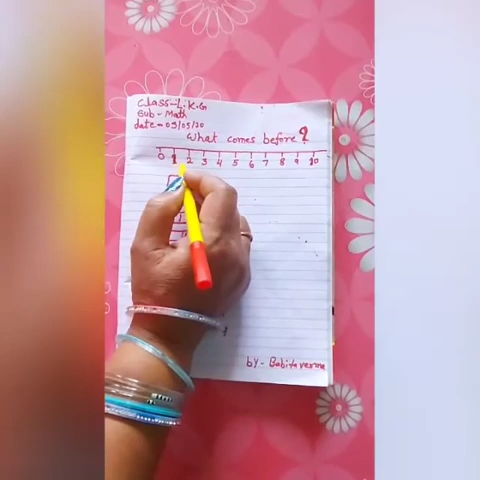 Class-L.K.G
Sub- Math
date- 09/05/20
What comes before?
0 1 2 3 4 5 6 7 8 9 10
by- Babita verma